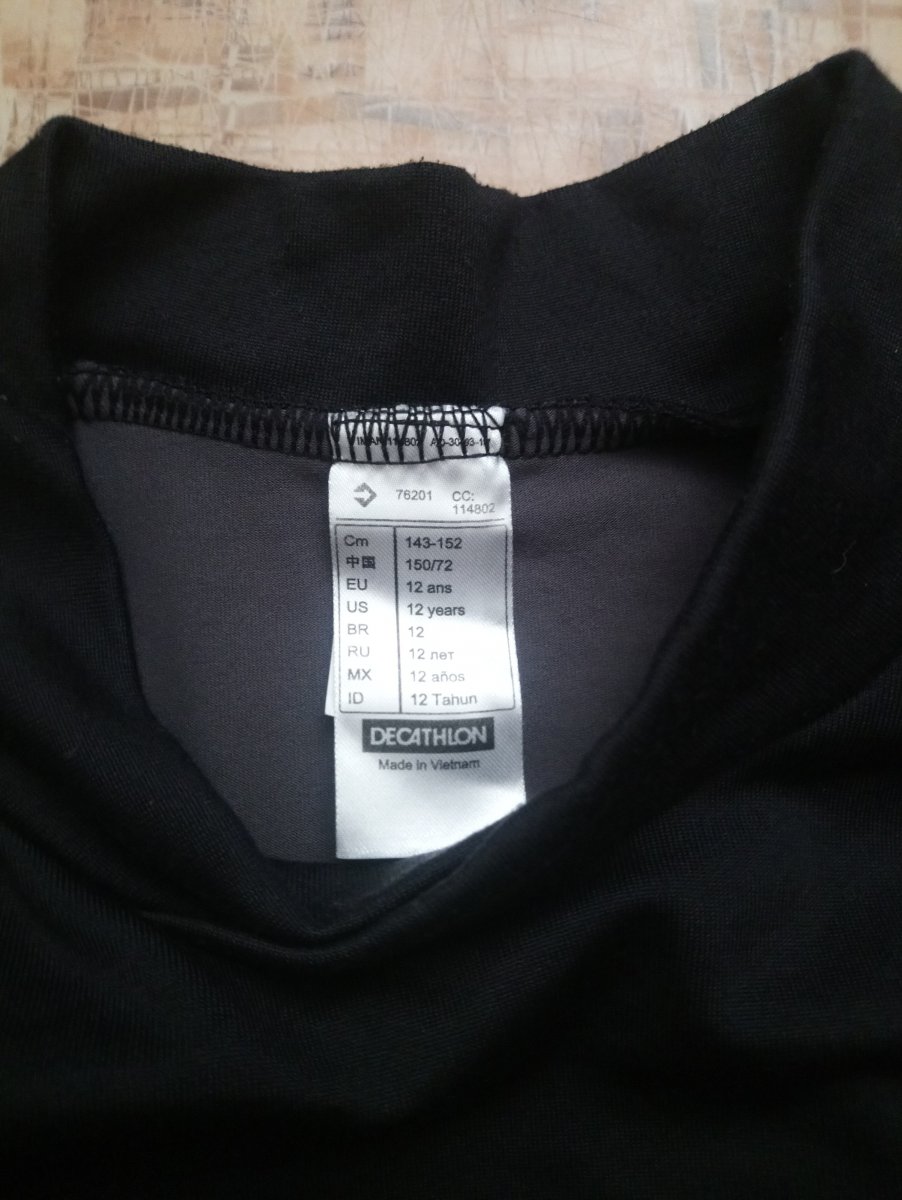 76201 CC:
114802
Cm 143-152
中国 150/72
EU 12 ans
US 12 years
BR 12
RU 12 лет
MX 12 años
ID 12 Tahun
DECATHLON
Made in Vietnam